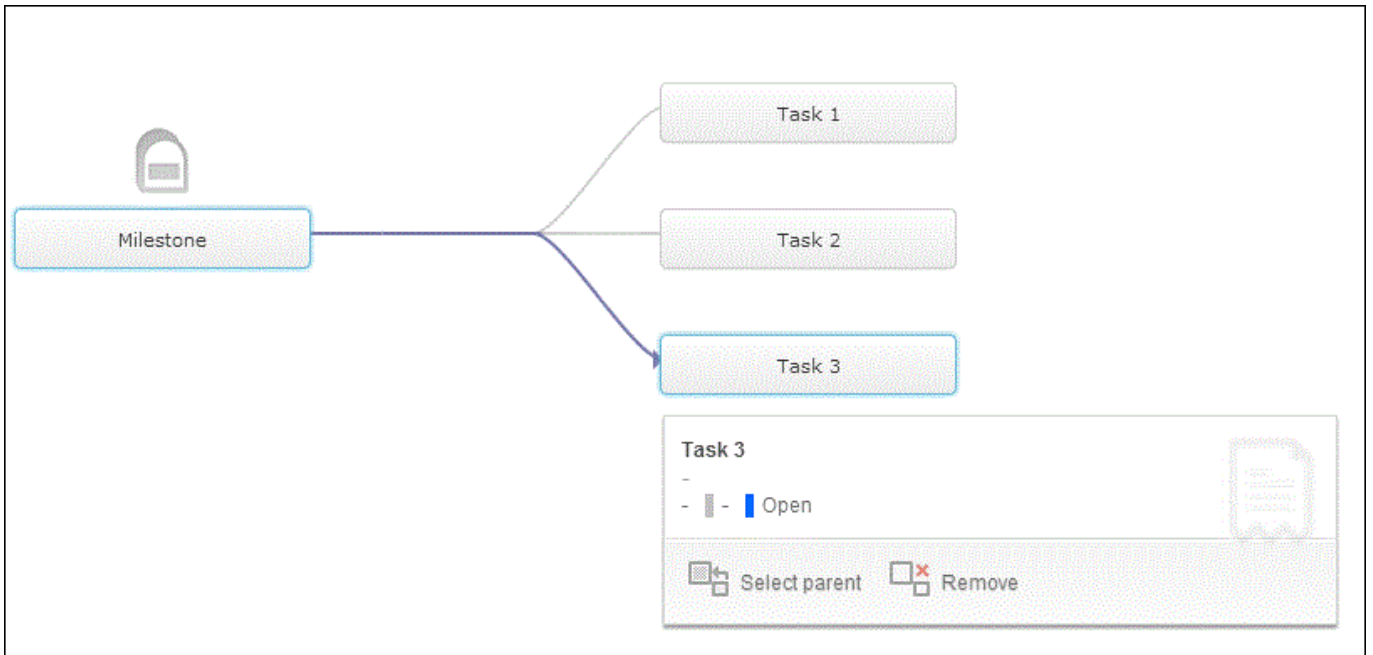 Task 1
Milestone
Task 2
Task 3
Task 3
-
- - Open
Select parent Remove